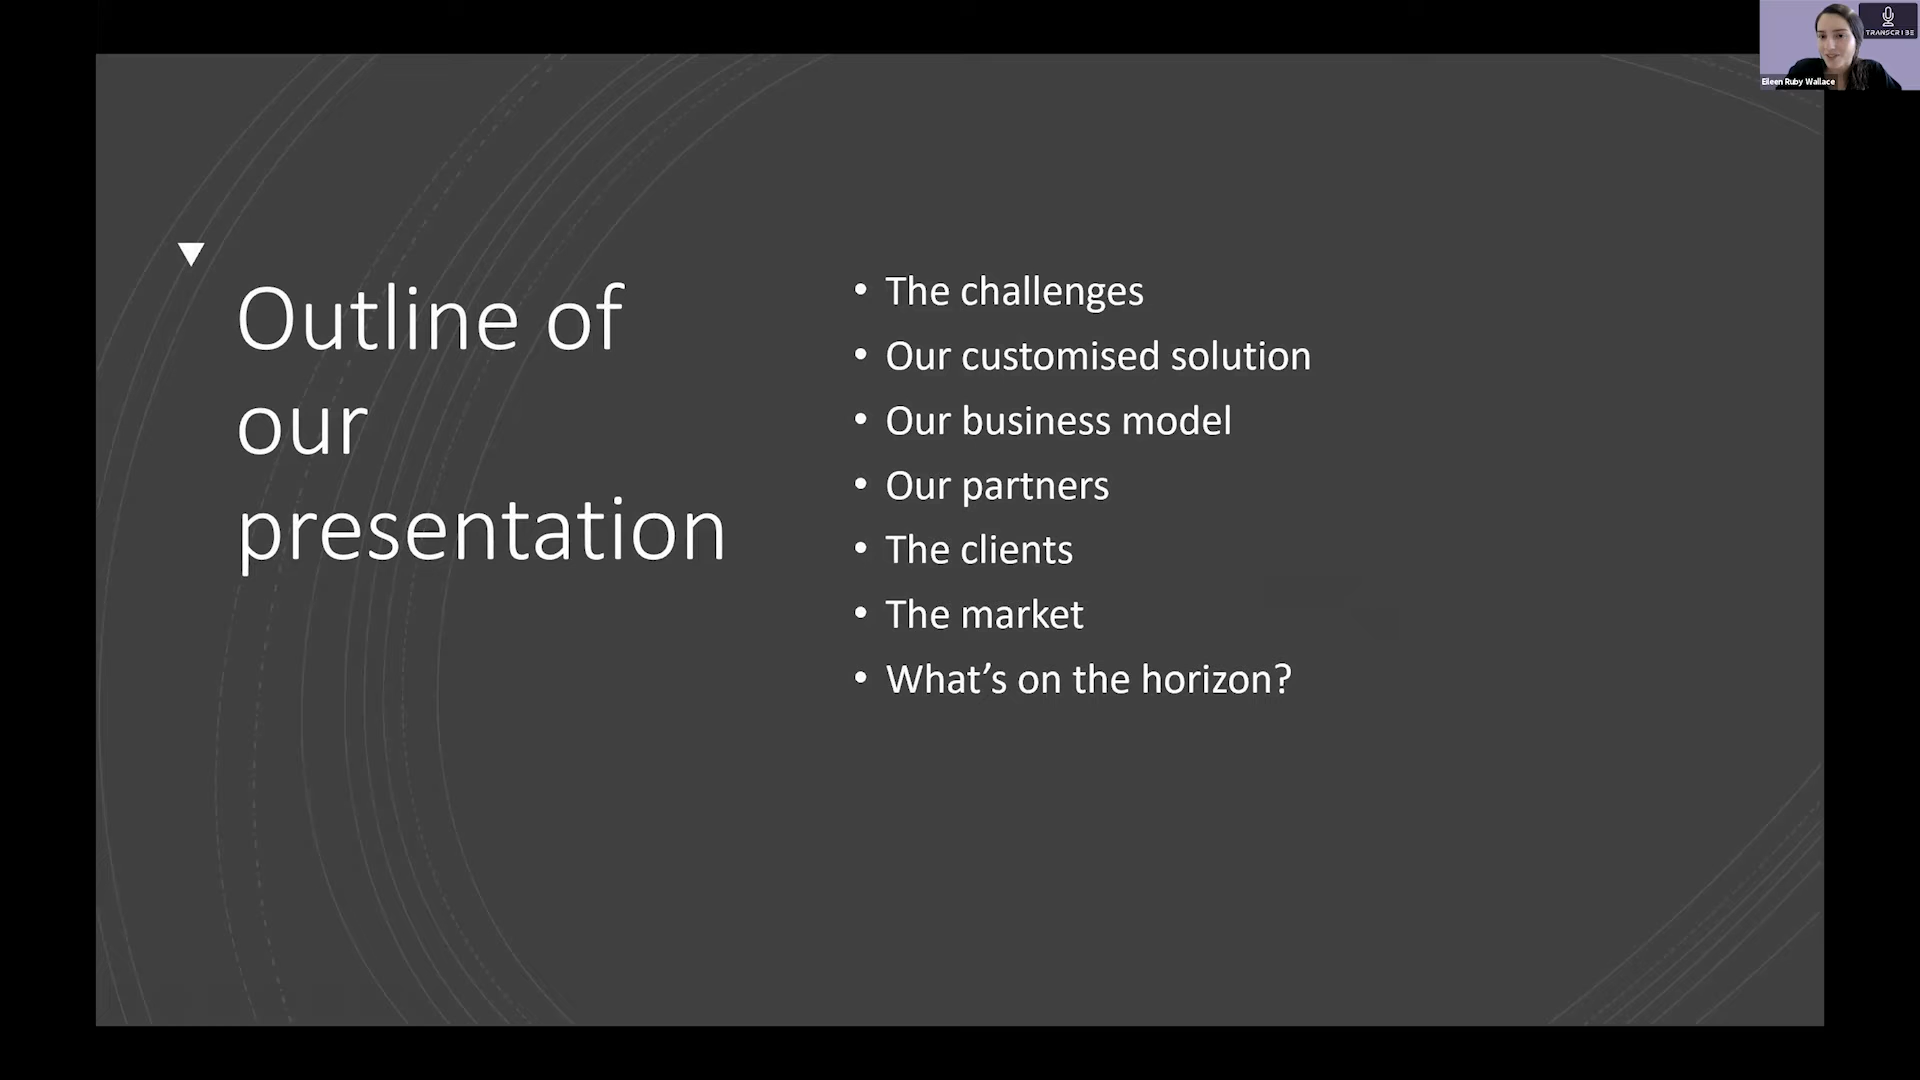 TRANSCRIBE
Eileen Ruby Wallace
Outline of
our
presentation
• The challenges
• Our customised solution
• Our business model
• Our partners
• The clients
• The market
• What’s on the horizon?